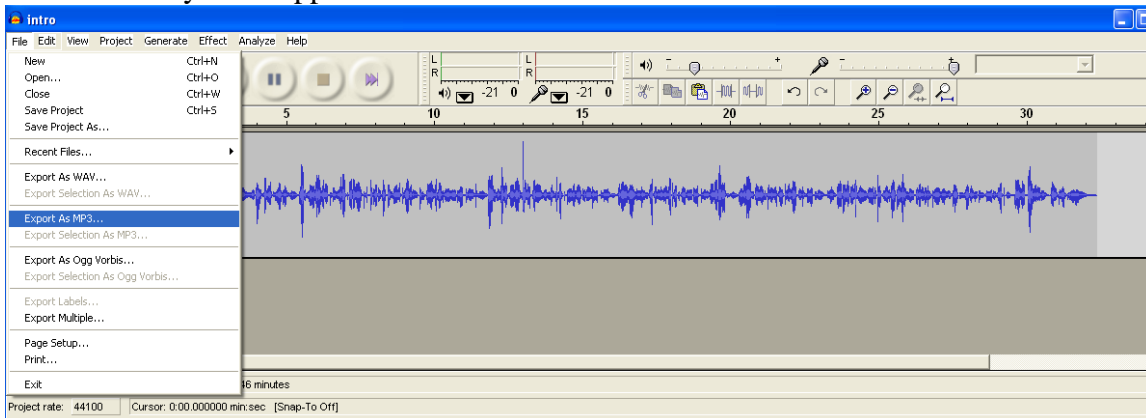 intro
File Edit View Project Generate Effect Analyze Help
New Ctrl+N
Open... Ctrl+O
Close Ctrl+W
Save Project Ctrl+S
Save Project As...
Recent Files...
Export As WAV...
Export Selection As WAV...
Export As MP3...
Export Selection As MP3...
Export As Ogg Vorbis...
Export Selection As Ogg Vorbis...
Export Labels...
Export Multiple...
Page Setup...
Print...
Exit
L L
R R
-21 0 -21 0
- + - +
5 10 15 20 25 30
46 minutes
Project rate: 44100 Cursor: 0:00.000000 min:sec [Snap-To Off]